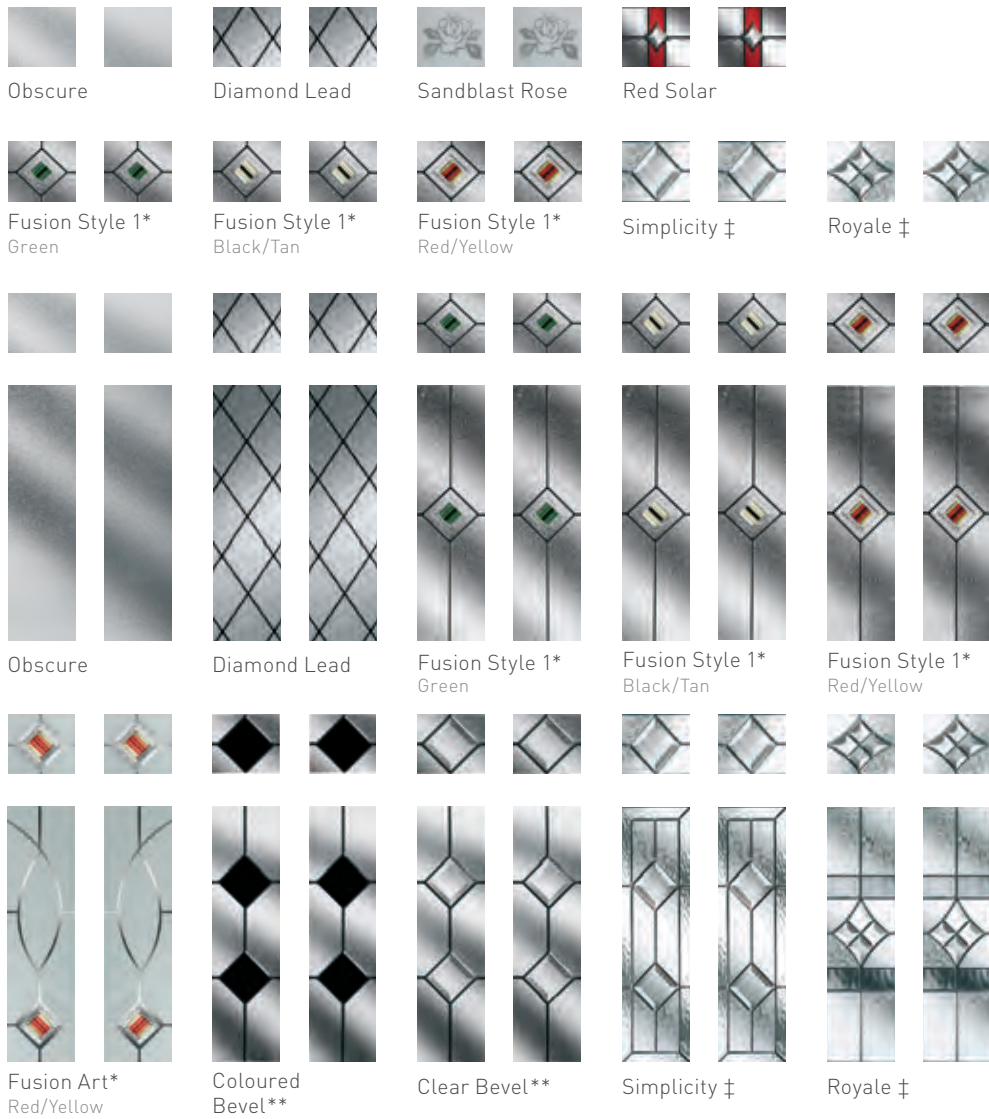 Obscure
Diamond Lead
Sandblast Rose
Red Solar
Fusion Style 1*
Green
Fusion Style 1*
Black/Tan
Fusion Style 1*
Red/Yellow
Simplicity ‡
Royale ‡
Obscure
Diamond Lead
Fusion Style 1*
Green
Fusion Style 1*
Black/Tan
Fusion Style 1*
Red/Yellow
Fusion Art*
Red/Yellow
Coloured
Bevel**
Clear Bevel**
Simplicity ‡
Royale ‡